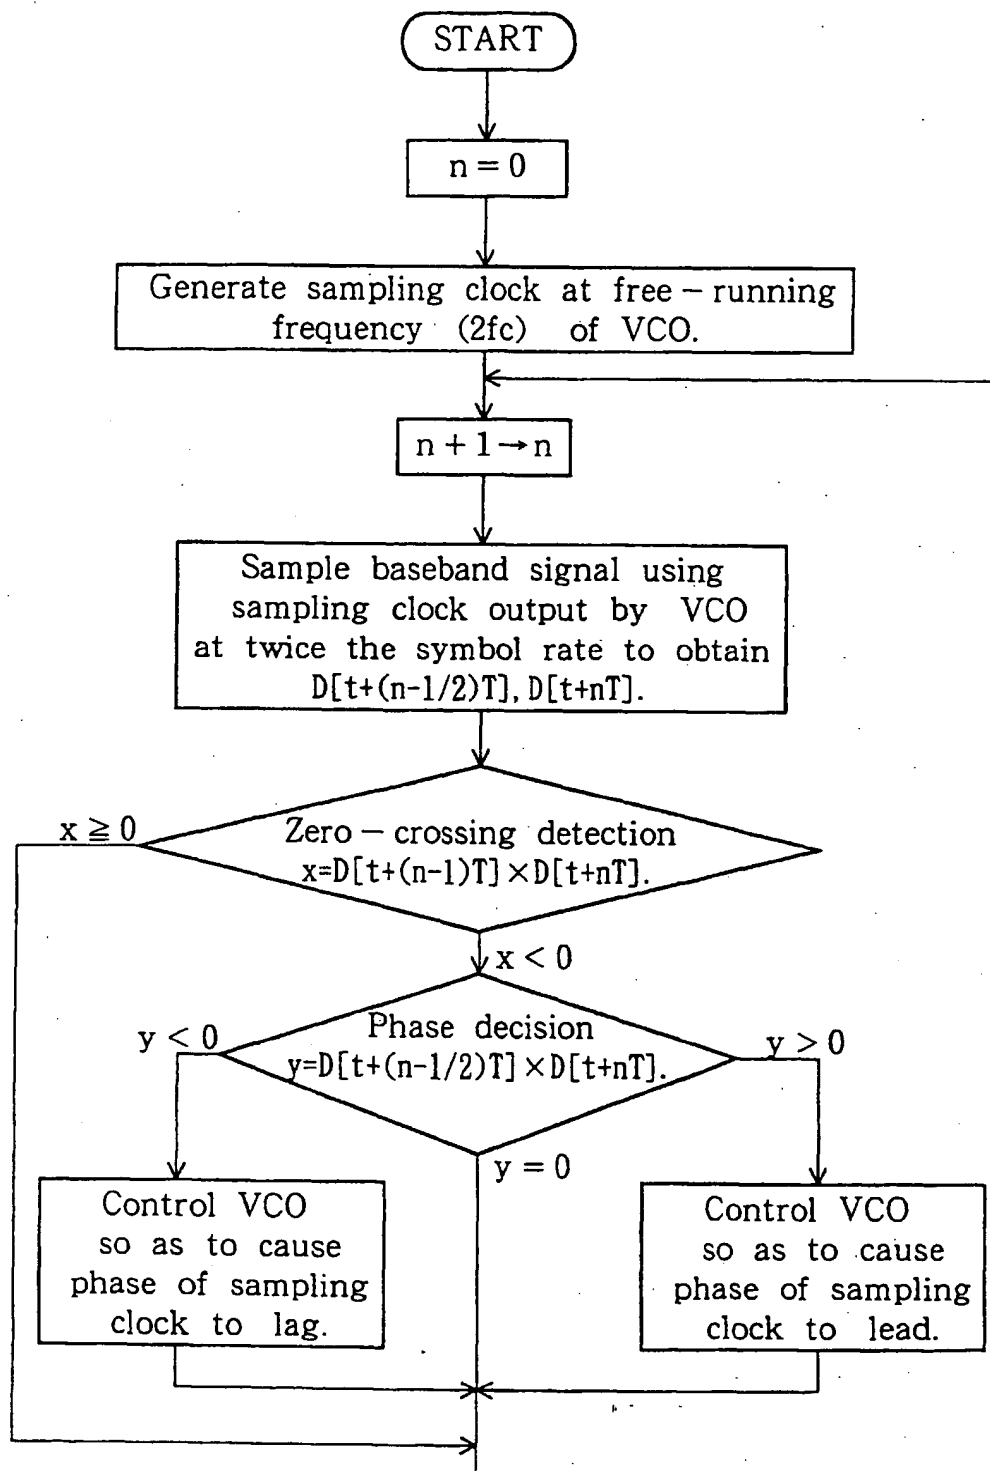 START
n = 0
Generate sampling clock at free - running
frequency (2fc) of VCO.
n + 1 → n
Sample baseband signal using
sampling clock output by VCO
at twice the symbol rate to obtain
D[t+(n-1/2)T], D[t+nT].
x ≧ 0
Zero - crossing detection
x=D[t+(n-1)T]×D[t+nT].
x < 0
y < 0
Phase decision
y=D[t+(n-1/2)T]×D[t+nT].
y > 0
y = 0
Control VCO
so as to cause
phase of sampling
clock to lag.
Control VCO
so as to cause
phase of sampling
clock to lead.